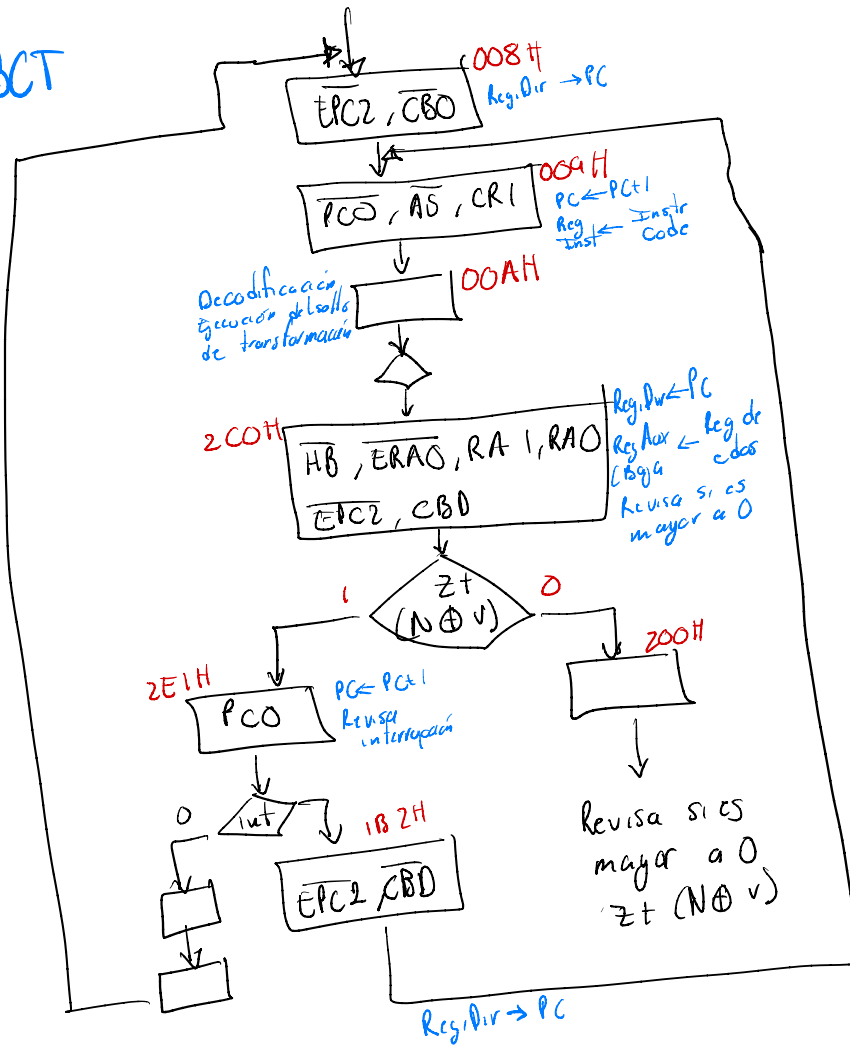 BCT
008H
EPC2, CBO
Reg.Dir → PC
009H
PCO, AS, CRI
PC ← PC+1
Reg Inst ← Instr Code
00AH
Decodificación
Ejecución del salto
de transformación
2C0H
HB, ERAO, RA1, RAO
EPC2, CBD
Reg.Dir ← PC
Reg Aux ← Reg de edos
(Baja
Revisa si es
mayor a 0
1
Z+
(N⊕V)
0
2E1H
PCO
PC ← PC+1
Revisa
interrupción
200H
0
int
1B2H
EPC2, CBD
Revisa si es
mayor a 0
Z+ (N⊕V)
Reg.Dir → PC